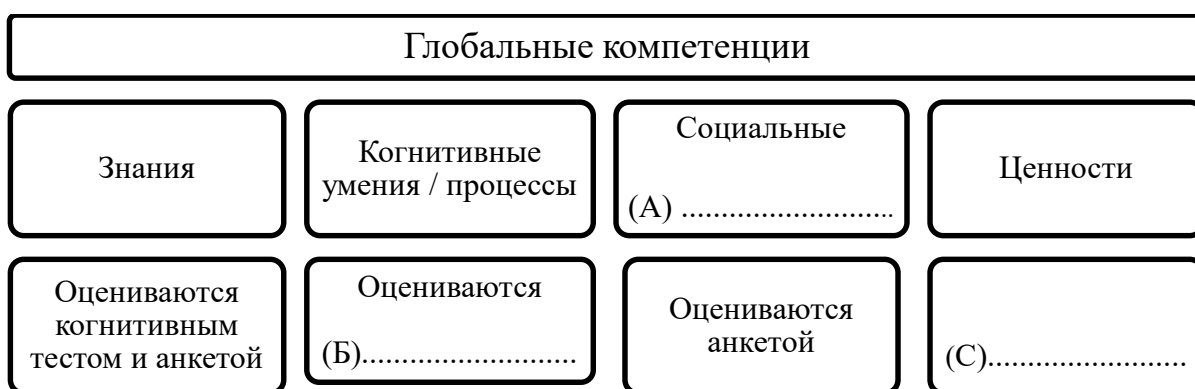 Глобальные компетенции
Знания
Когнитивные
умения / процессы
Социальные
(А) ...........................
Ценности
Оцениваются
когнитивным
тестом и анкетой
Оцениваются
(Б)...........................
Оцениваются
анкетой
(С).........................